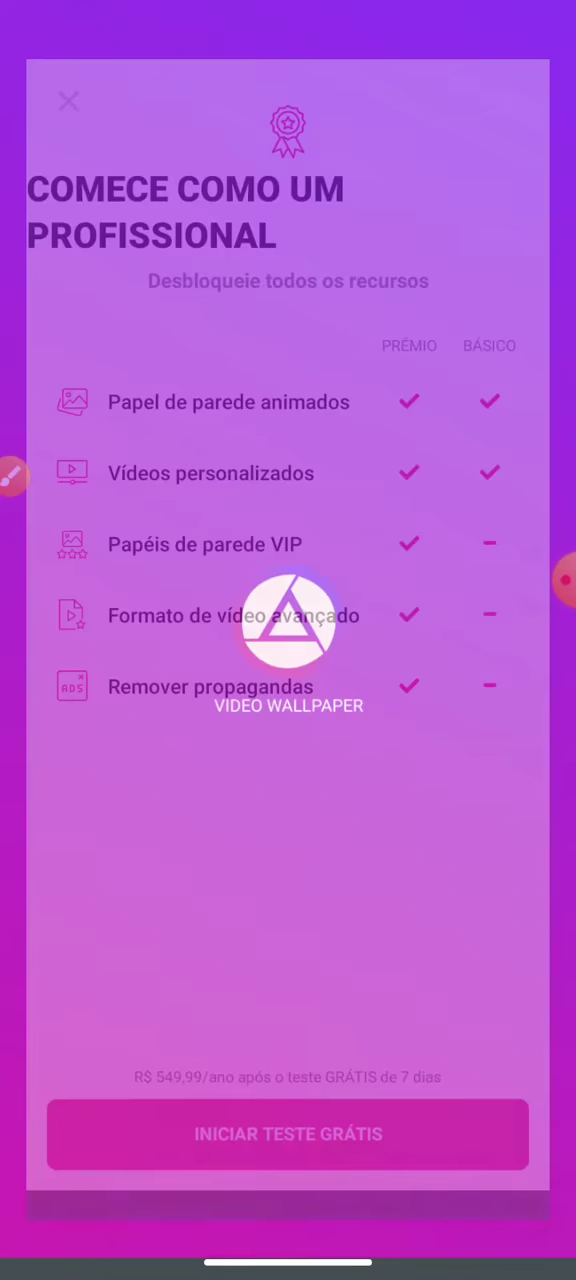 COMECE COMO UM
PROFISSIONAL
Desbloqueie todos os recursos
PRÉMIO BÁSICO
Papel de parede animados
Vídeos personalizados
Papéis de parede VIP
Formato de vídeo avançado
ADS Remover propagandas
VIDEO WALLPAPER
R$ 549,99/ano após o teste GRÁTIS de 7 dias
INICIAR TESTE GRÁTIS